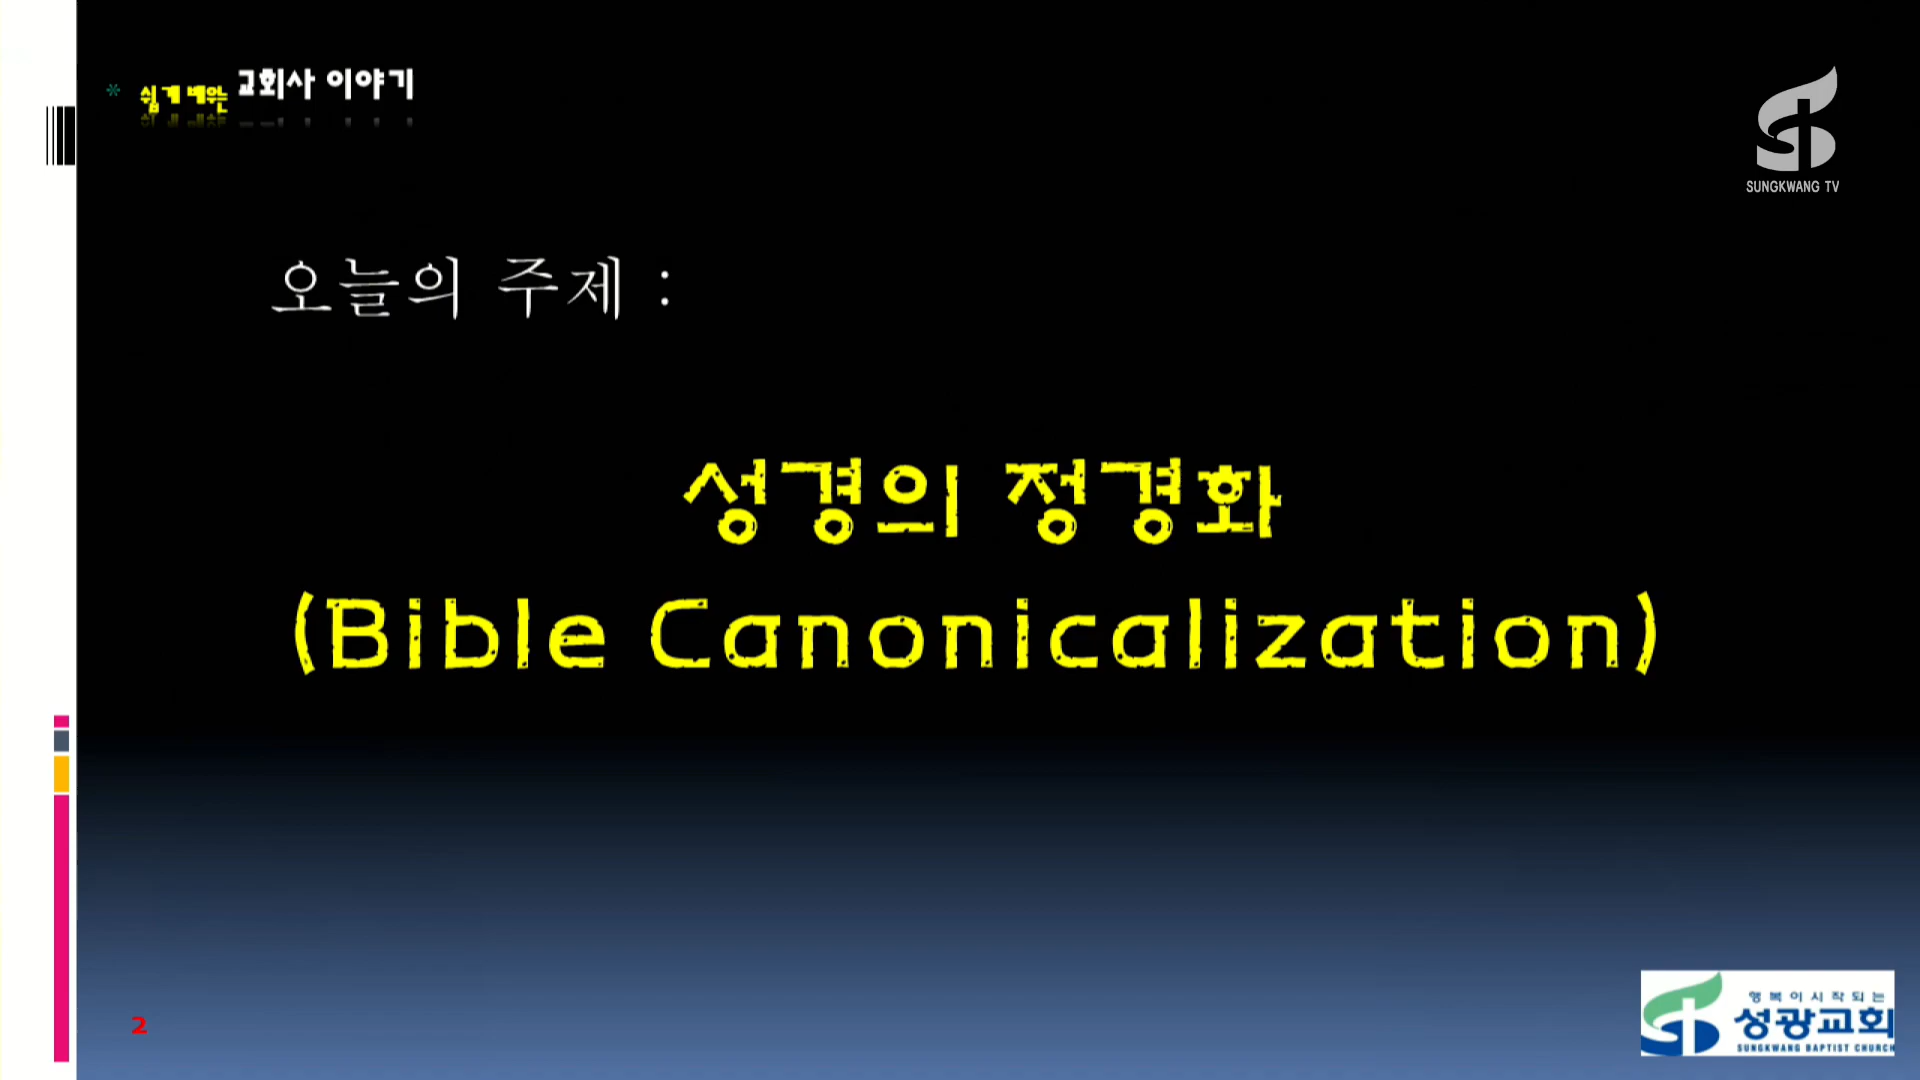 * 쉽게 배우는 교회사 이야기
SUNGKWANG TV
오늘의 주제 :
성경의 정경화
(Bible Canonicalization)
2
행복이시작되는
성광교회
SUNGKWANG BAPTIST CHURCH